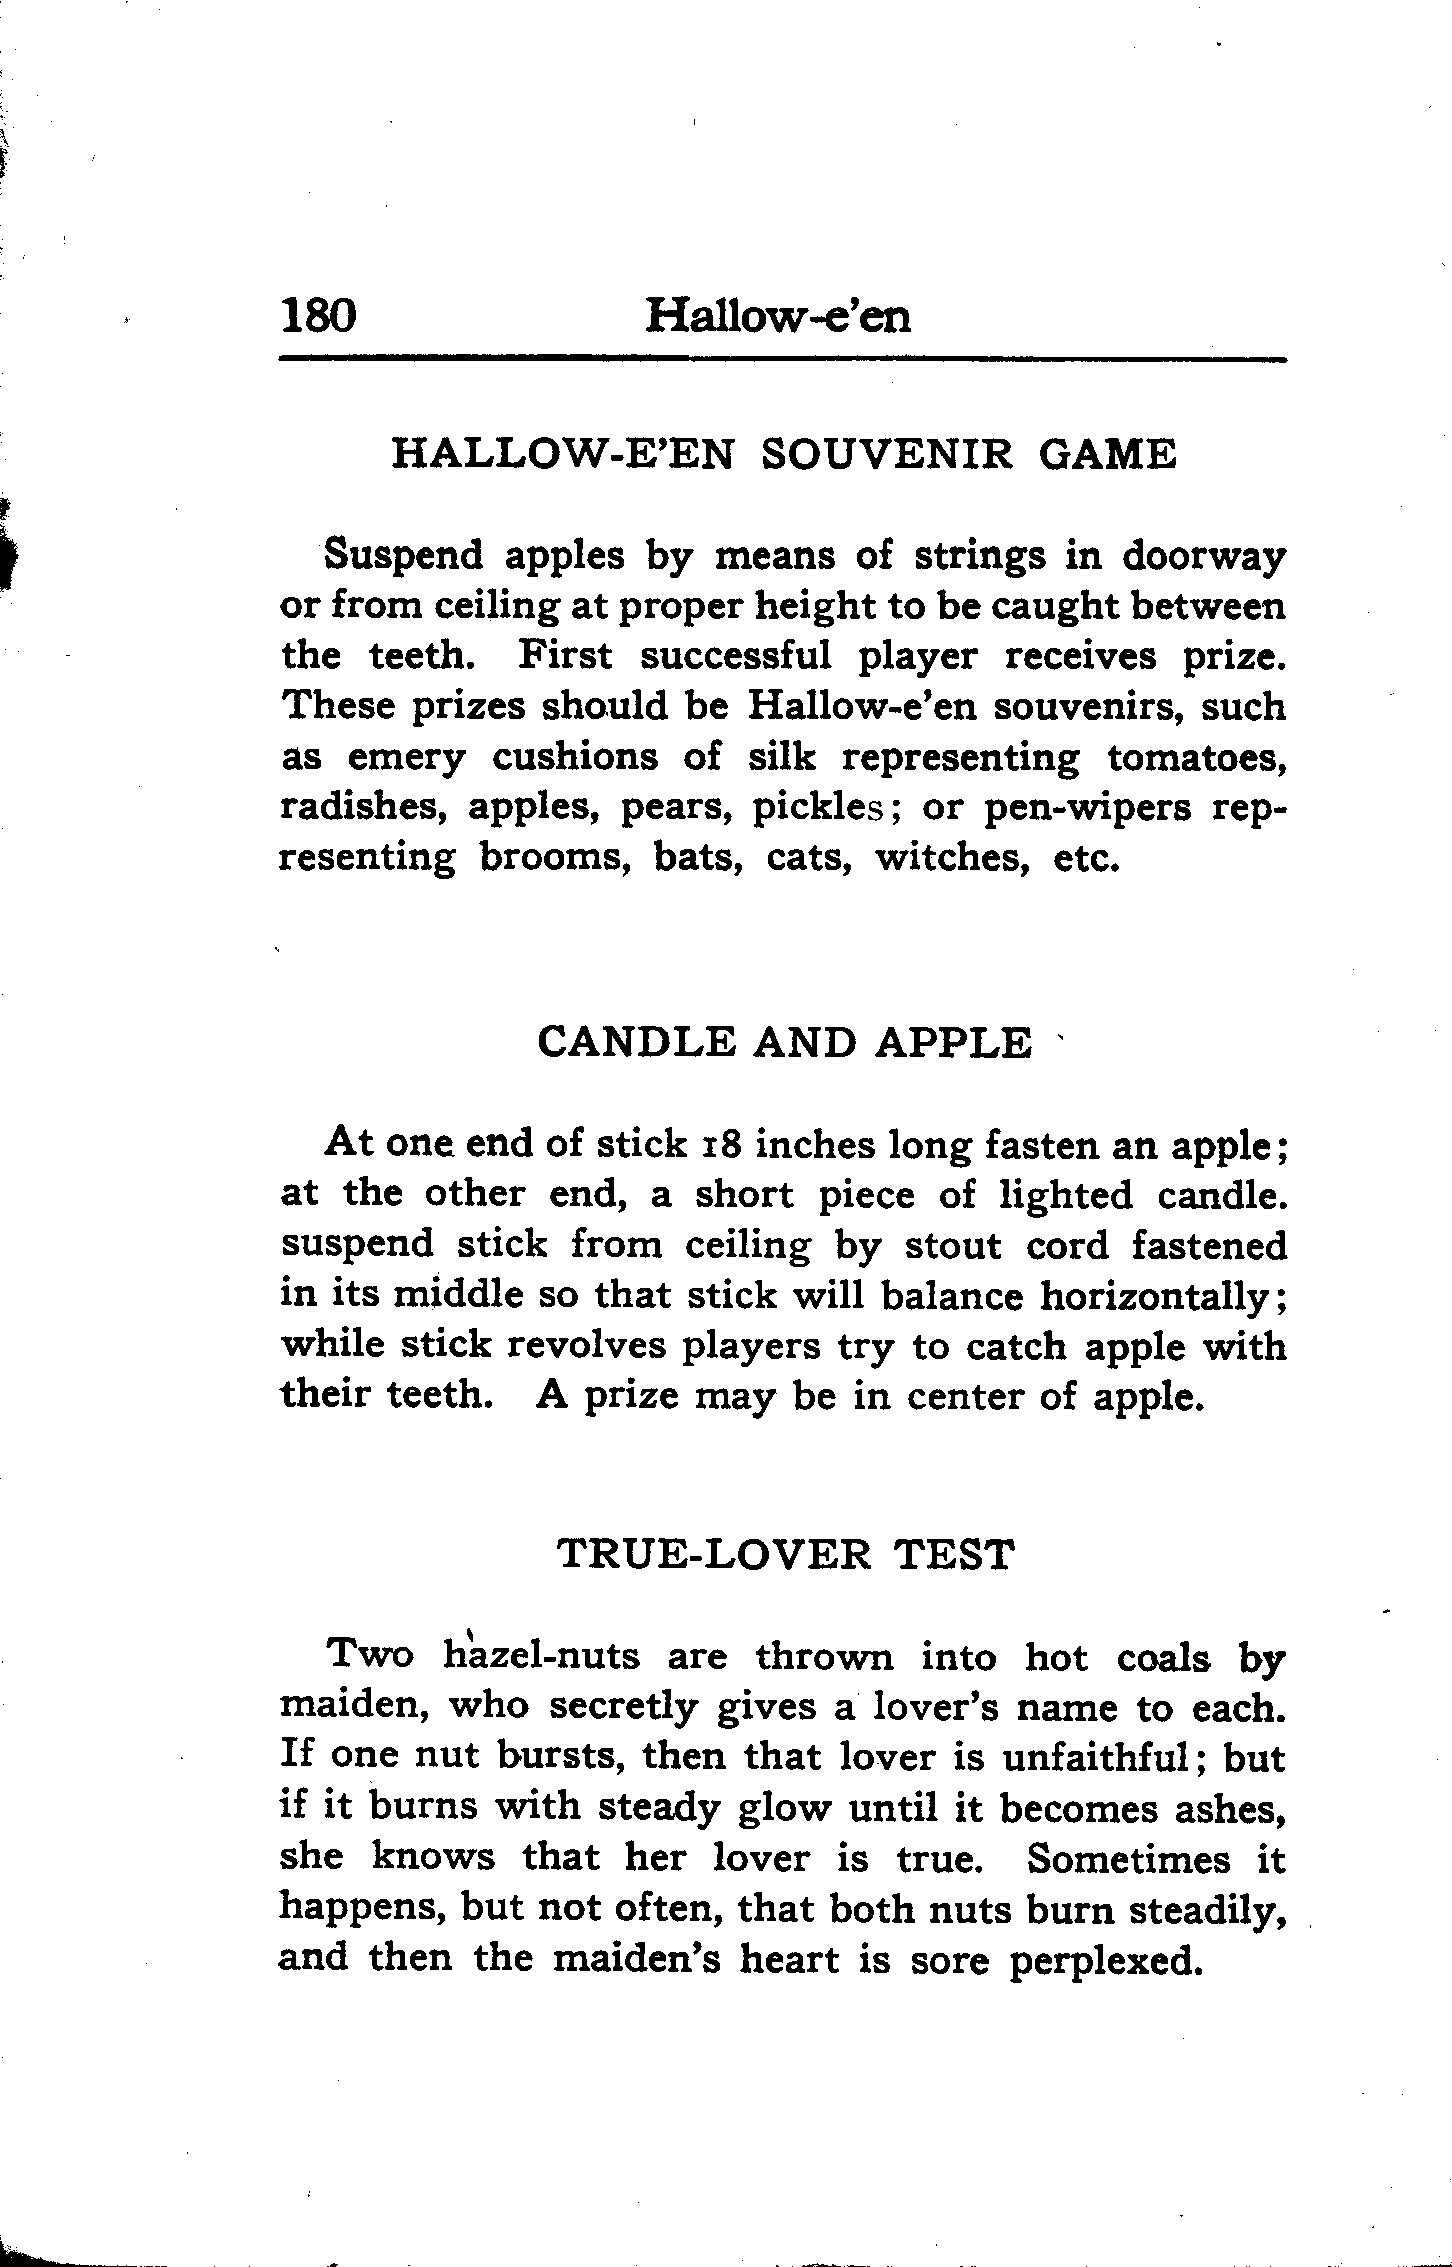 180 Hallow-e'en
HALLOW-E'EN SOUVENIR GAME
Suspend apples by means of strings in doorway
or from ceiling at proper height to be caught between
the teeth. First successful player receives prize.
These prizes should be Hallow-e'en souvenirs, such
as emery cushions of silk representing tomatoes,
radishes, apples, pears, pickles; or pen-wipers rep-
resenting brooms, bats, cats, witches, etc.
CANDLE AND APPLE
At one end of stick 18 inches long fasten an apple;
at the other end, a short piece of lighted candle.
suspend stick from ceiling by stout cord fastened
in its middle so that stick will balance horizontally;
while stick revolves players try to catch apple with
their teeth. A prize may be in center of apple.
TRUE-LOVER TEST
Two hazel-nuts are thrown into hot coals by
maiden, who secretly gives a lover's name to each.
If one nut bursts, then that lover is unfaithful; but
if it burns with steady glow until it becomes ashes,
she knows that her lover is true. Sometimes it
happens, but not often, that both nuts burn steadily,
and then the maiden's heart is sore perplexed.